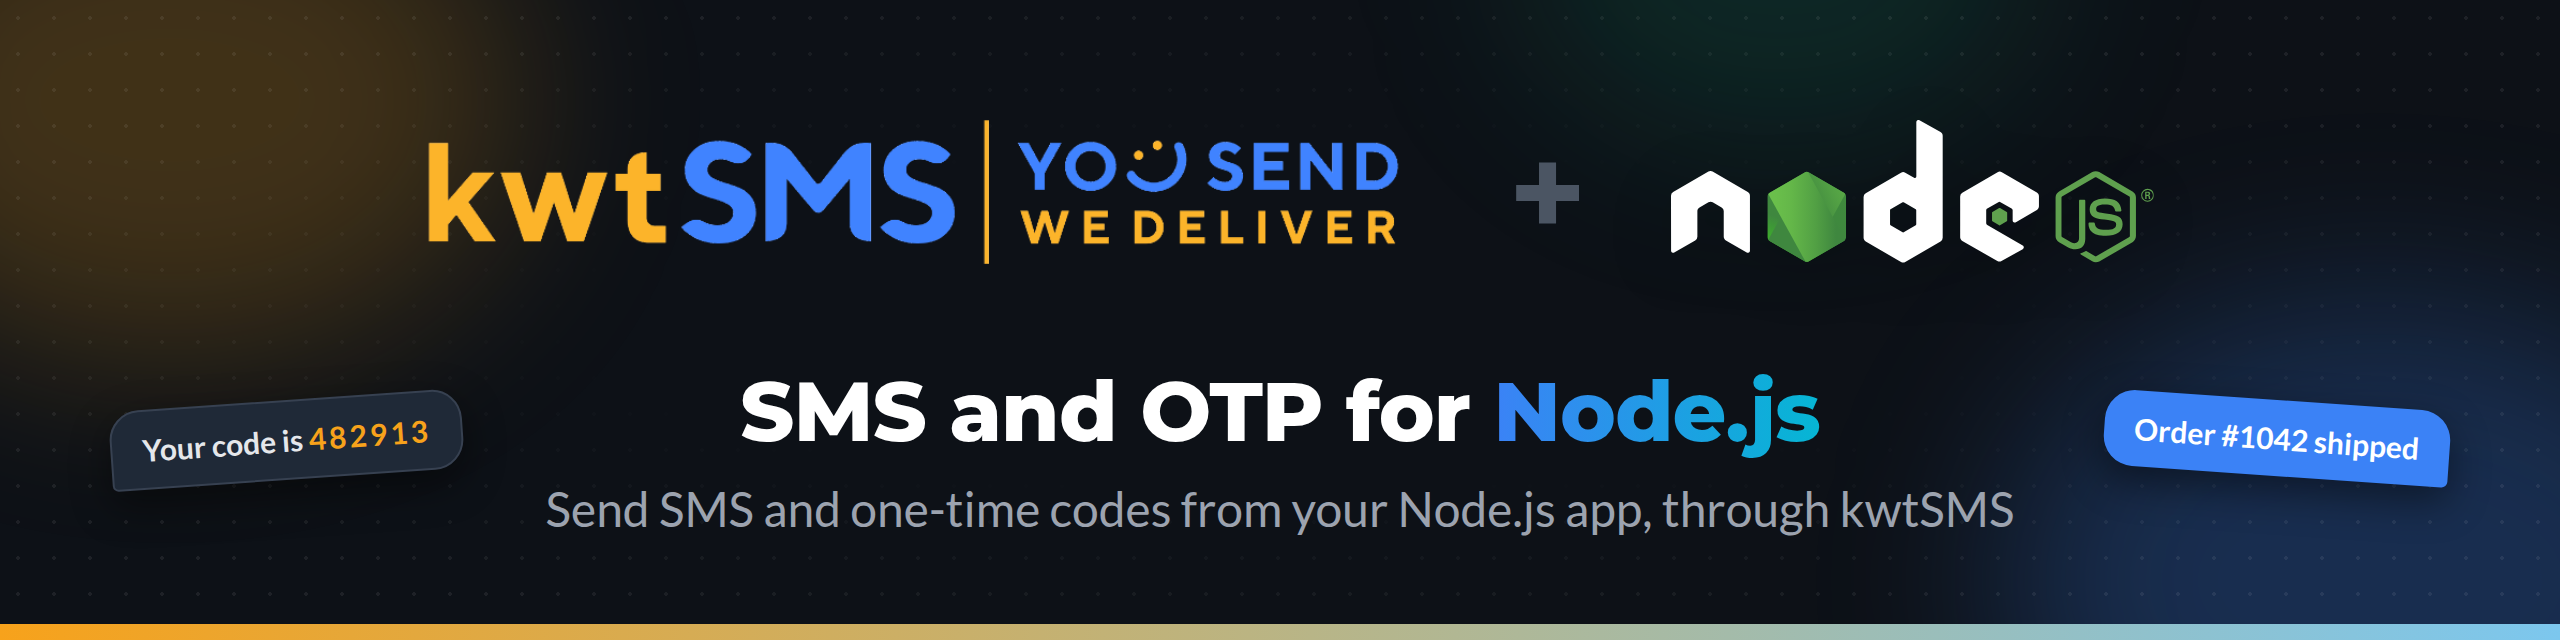 kwtSMS
YOU SEND
WE DELIVER
+
node
JS ®
SMS and OTP for Node.js
Your code is 482913
Order #1042 shipped
Send SMS and one-time codes from your Node.js app, through kwtSMS